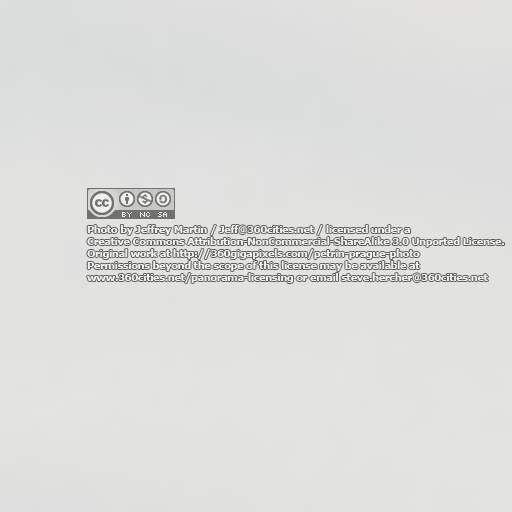 cc BY NC SA
Photo by Jeffrey Martin / Jeff@360cities.net / licensed under a
Creative Commons Attribution-NonCommercial-ShareAlike 3.0 Unported License.
Original work at http://360gigapixels.com/petrin-prague-photo
Permissions beyond the scope of this license may be available at
www.360cities.net/panorama-licensing or email steve.hercher@360cities.net